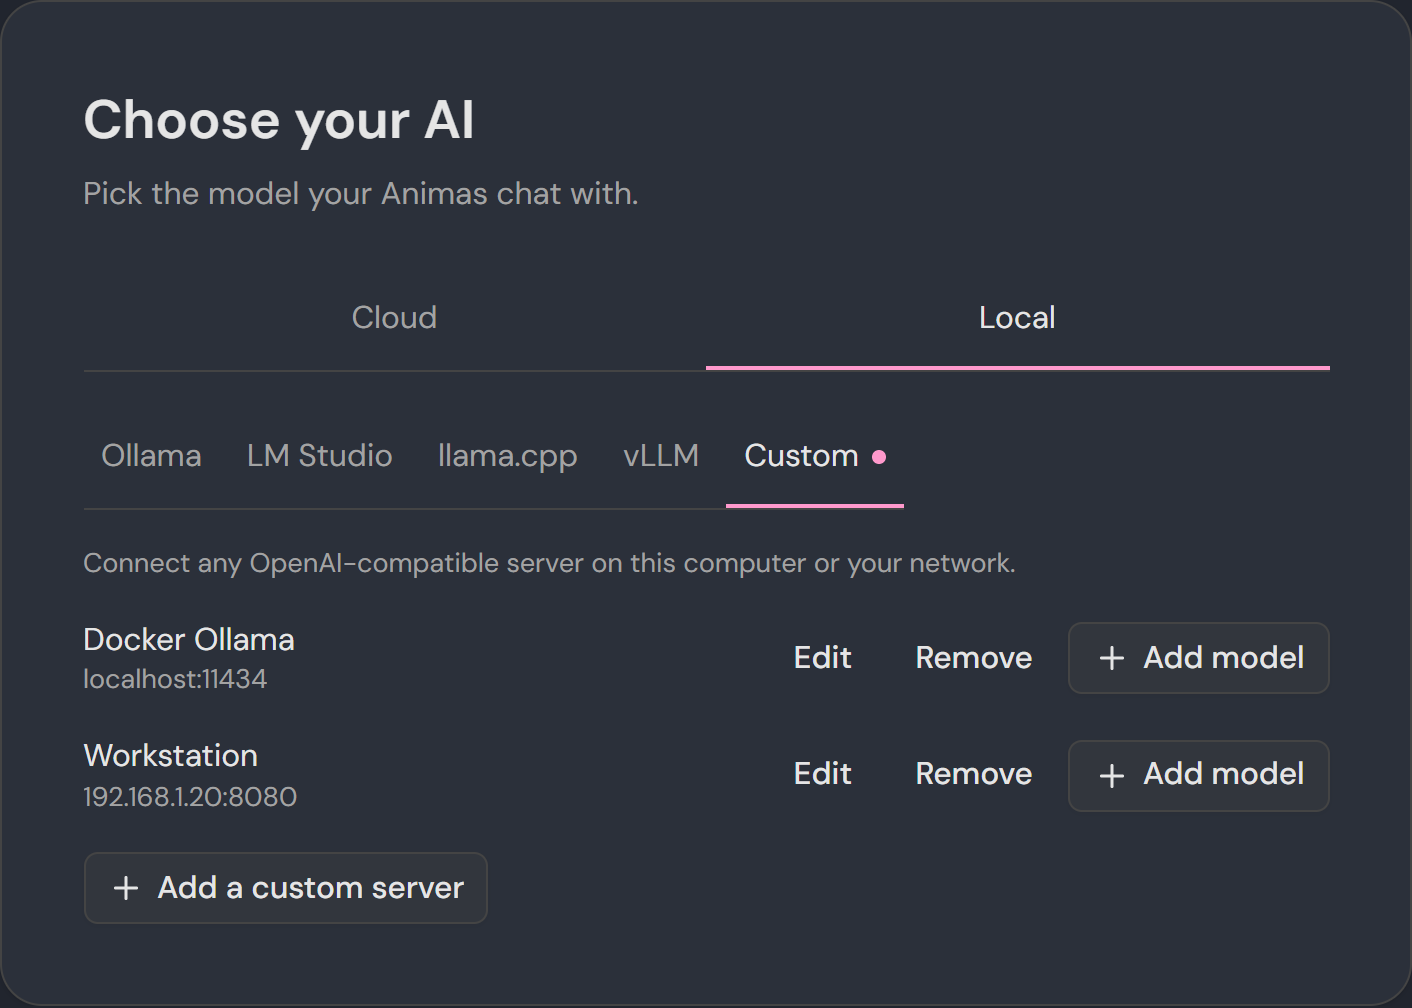 Choose your AI
Pick the model your Animas chat with.
Cloud
Local
Ollama
LM Studio
llama.cpp
vLLM
Custom
Connect any OpenAI-compatible server on this computer or your network.
Docker Ollama
localhost:11434
Edit
Remove
+ Add model
Workstation
192.168.1.20:8080
Edit
Remove
+ Add model
+ Add a custom server